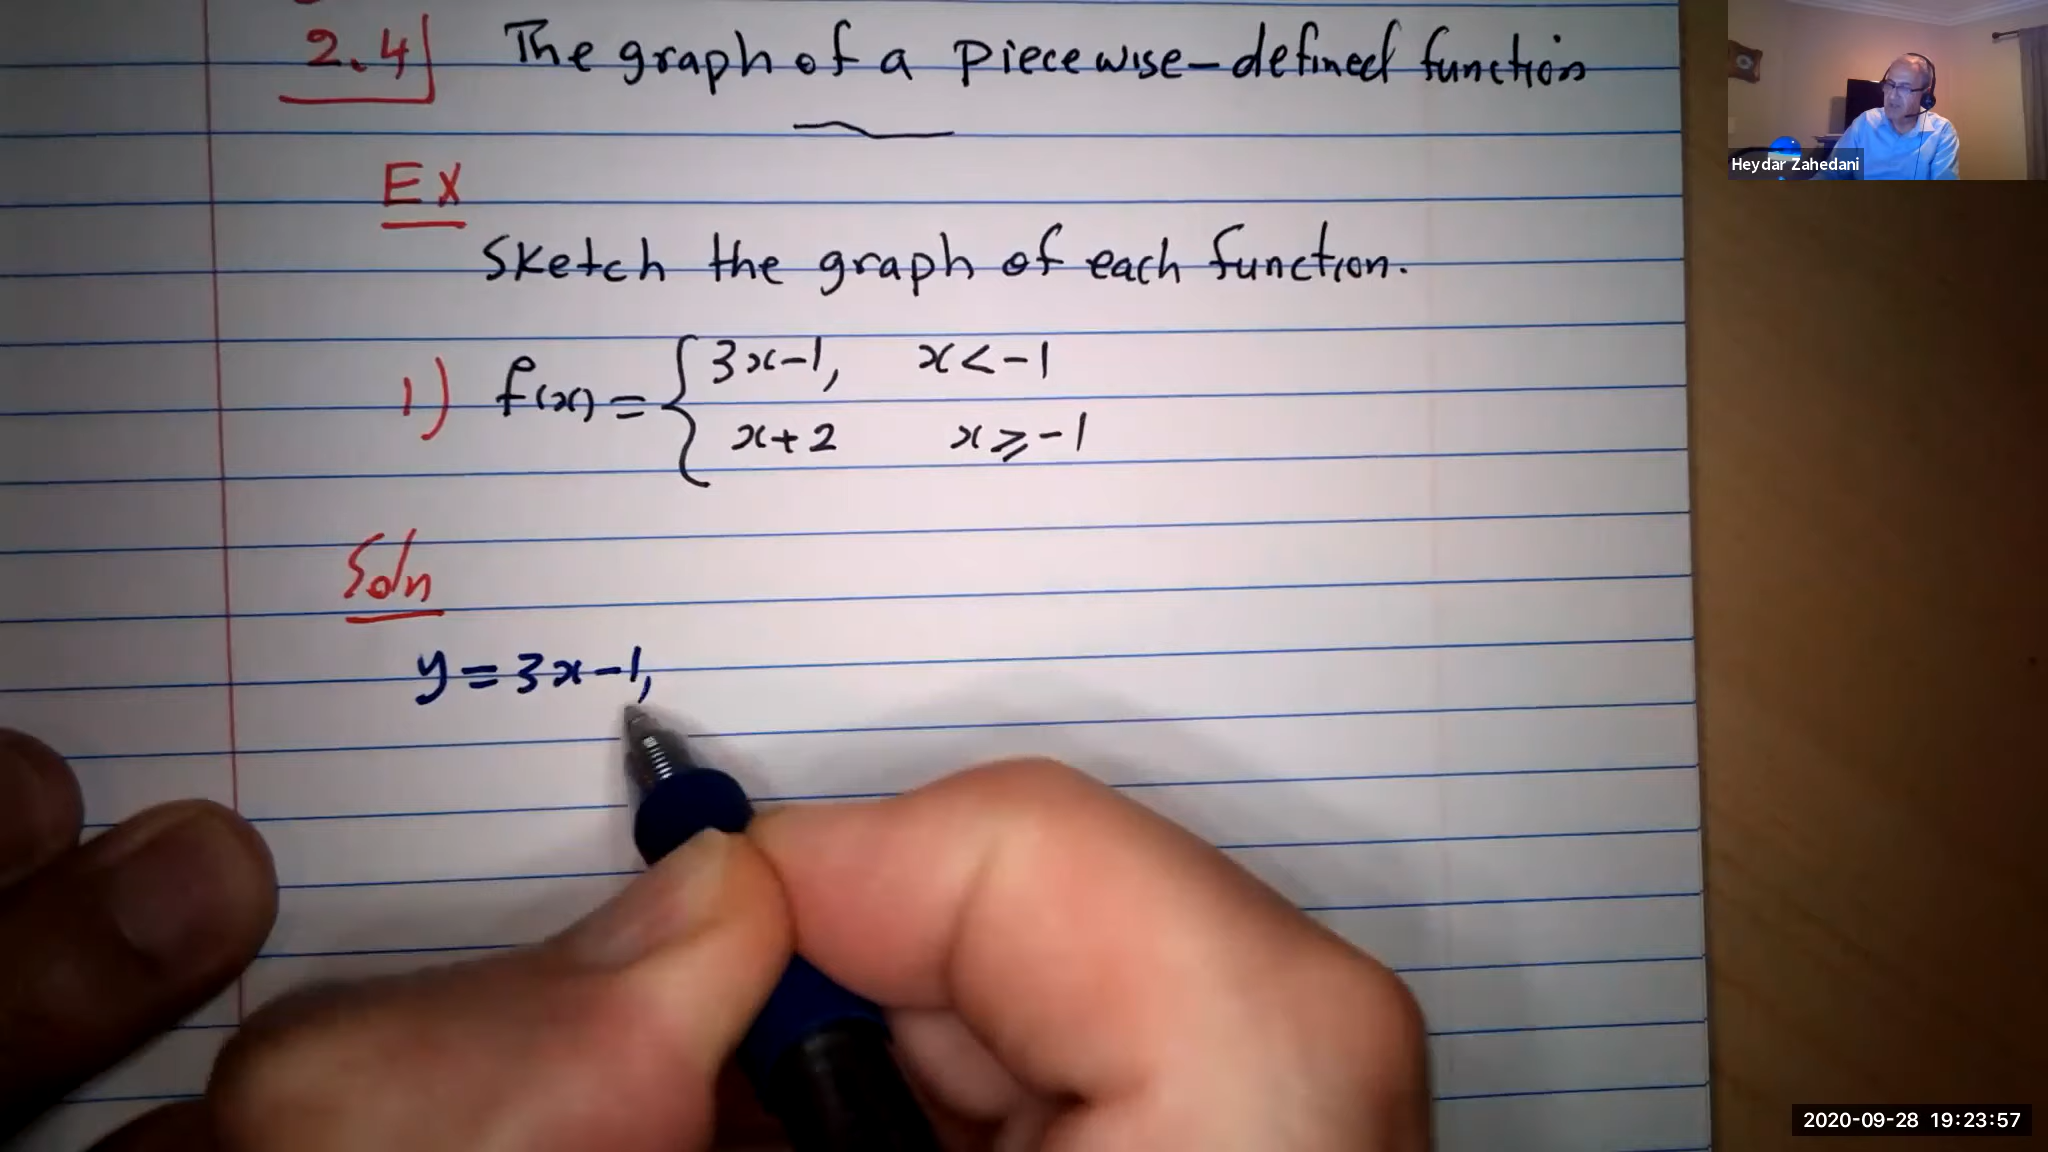 2.4 The graph of a piecewise-defined function
Heydar Zahedani
EX
Sketch the graph of each function.
1) f(x) = { 3x-1, x < -1
x+2 x ⩾ -1
Soln
y = 3x-1,
2020-09-28 19:23:57